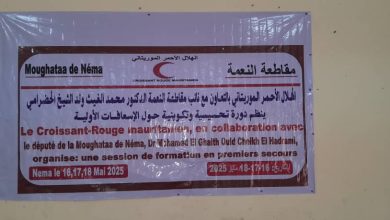 الهلال الأحمر الموريتاني
CROISSANT ROUGE MAURITANIEN
Moughataa de Néma
مقاطعة النعمة
الهلال الأحمر الموريتاني بالتعاون مع نائب مقاطعة النعمة الدكتور محمد الغيث ولد الشيخ الحضرامي
ينظم دورة تحسيسية وتكوينية حول الإسعافات الأولية
Le Croissant-Rouge mauritanien, en collaboration avec
le député de la Moughataa de Néma, Dr Mohamed El Ghaith Ould Cheikh El Hadrami,
organise: une session de formation en premiers secours
Nema le 16,17,18 Mai 2025
16-17-18 2025